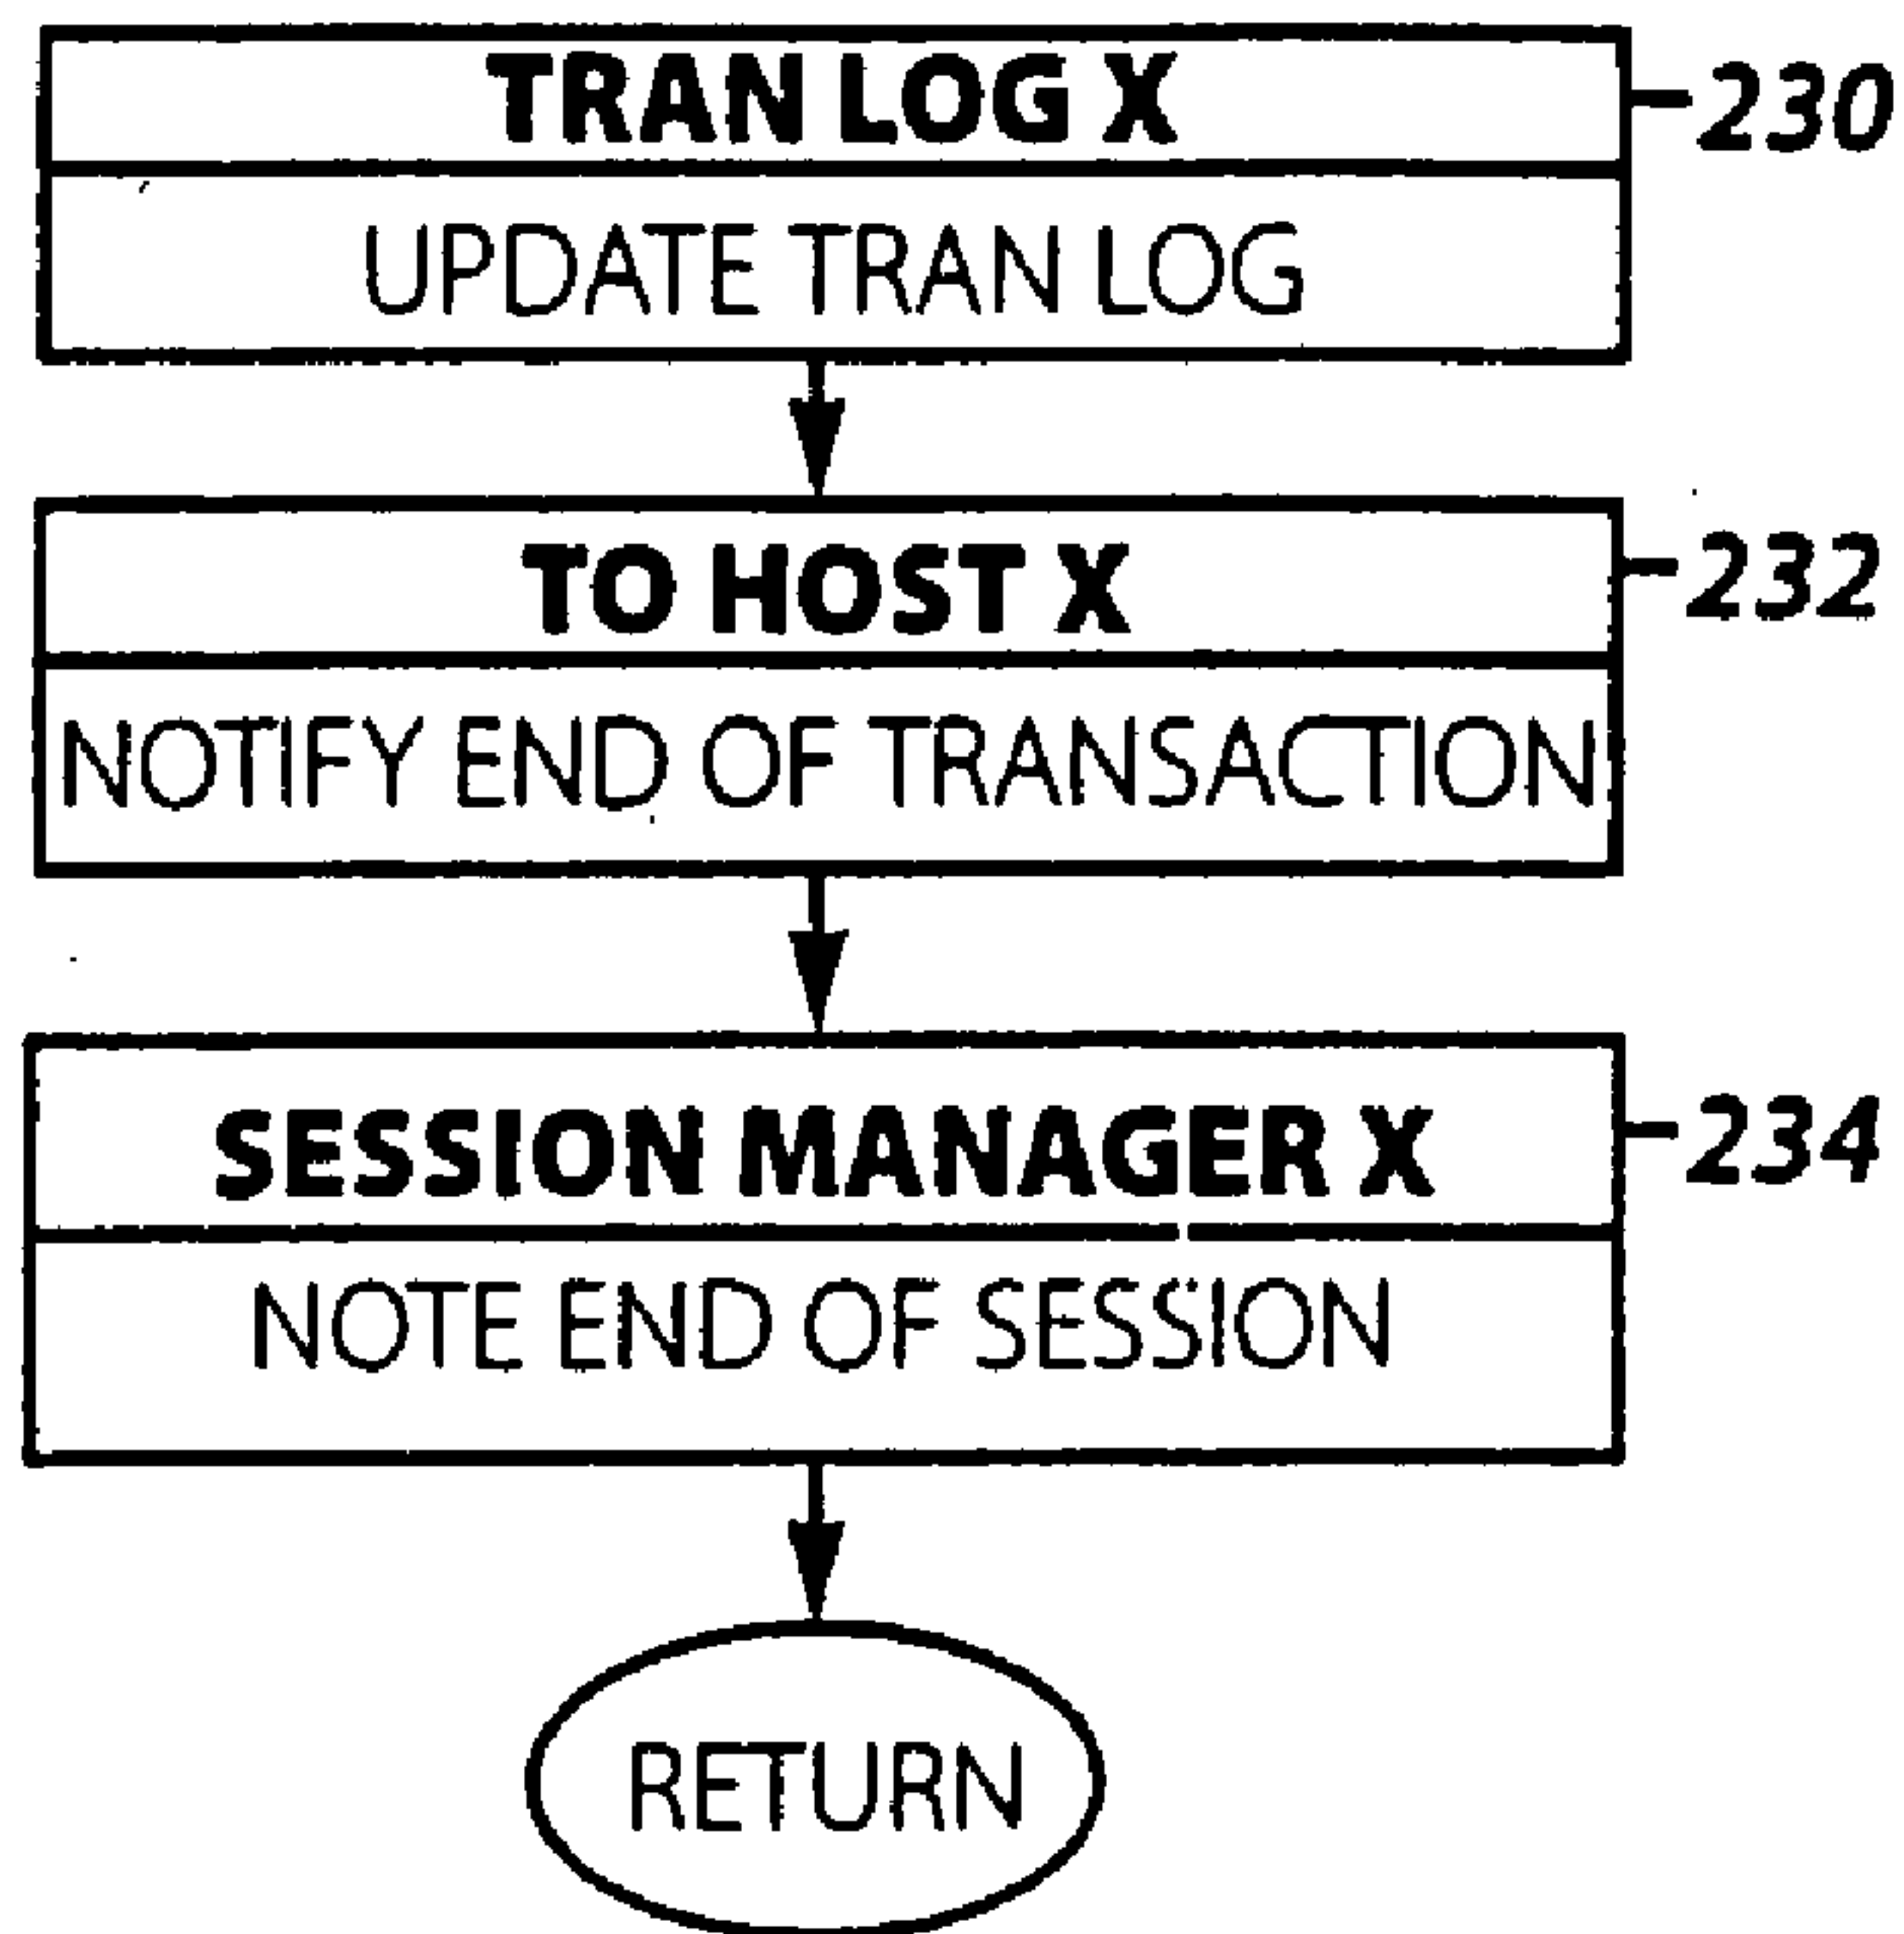 TRAN LOG X
230
UPDATE TRAN LOG
TO HOST X
232
NOTIFY END OF TRANSACTION
SESSION MANAGER X
234
NOTE END OF SESSION
RETURN